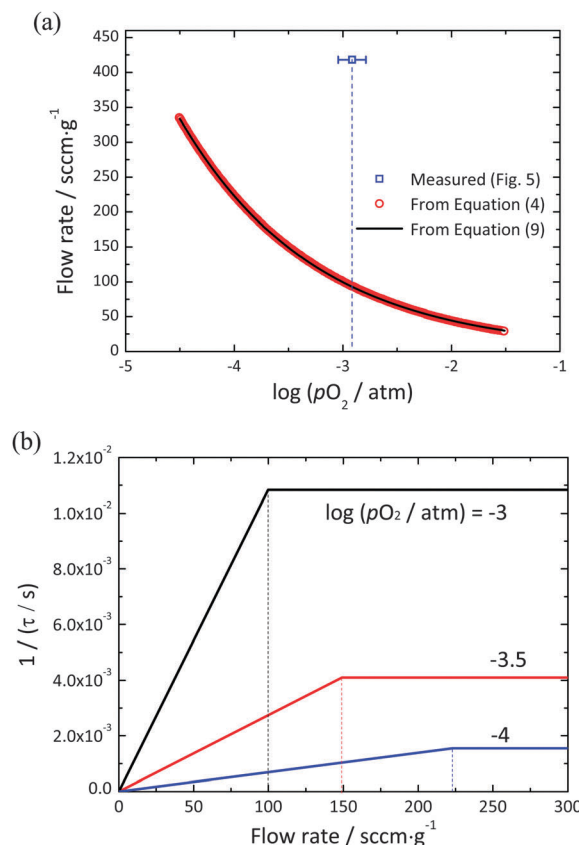 (a)
450
400
350
300
250
200
150
100
50
0
Flow rate / sccm·g⁻¹
Measured (Fig. 5)
From Equation (4)
From Equation (9)
-5 -4 -3 -2 -1
log (pO₂ / atm)
(b)
1.2x10⁻²
1.0x10⁻²
8.0x10⁻³
6.0x10⁻³
4.0x10⁻³
2.0x10⁻³
0.0
1 / (τ / s)
log (pO₂ / atm) = -3
-3.5
-4
0 50 100 150 200 250 300
Flow rate / sccm·g⁻¹